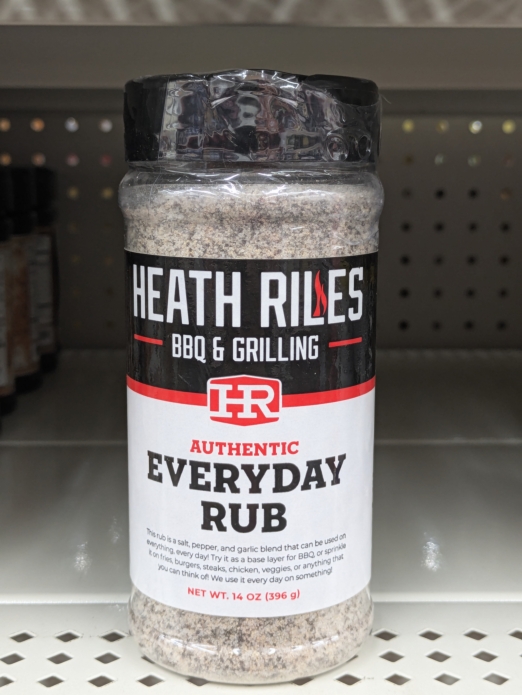 HEATH RILES
BBQ & GRILLING
HR
AUTHENTIC
EVERYDAY
RUB
This rub is a salt, pepper, and garlic blend that can be used on
everything, every day! Try it as a base layer for BBQ, or sprinkle
it on fries, burgers, steaks, chicken, veggies, or anything that
you can think of! We use it every day on something!
NET WT. 14 OZ (396 g)